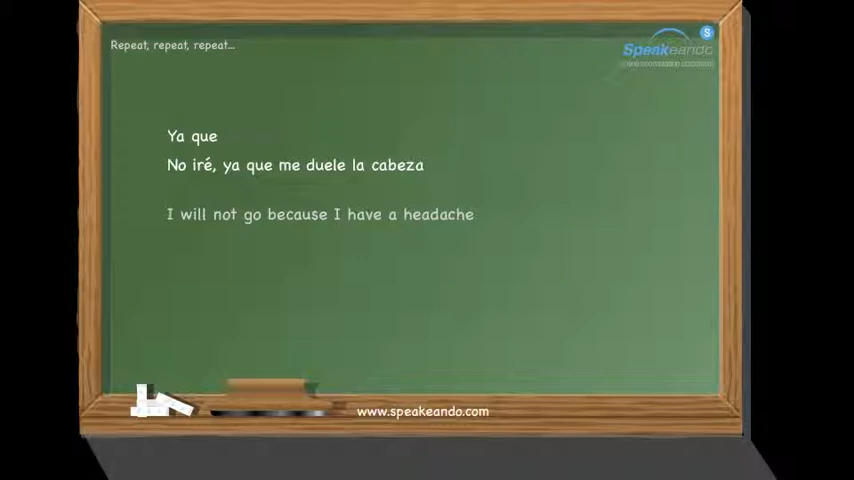 Repeat, repeat, repeat...
S
Speakeando
Ya que
No iré, ya que me duele la cabeza
I will not go because I have a headache
www.speakeando.com